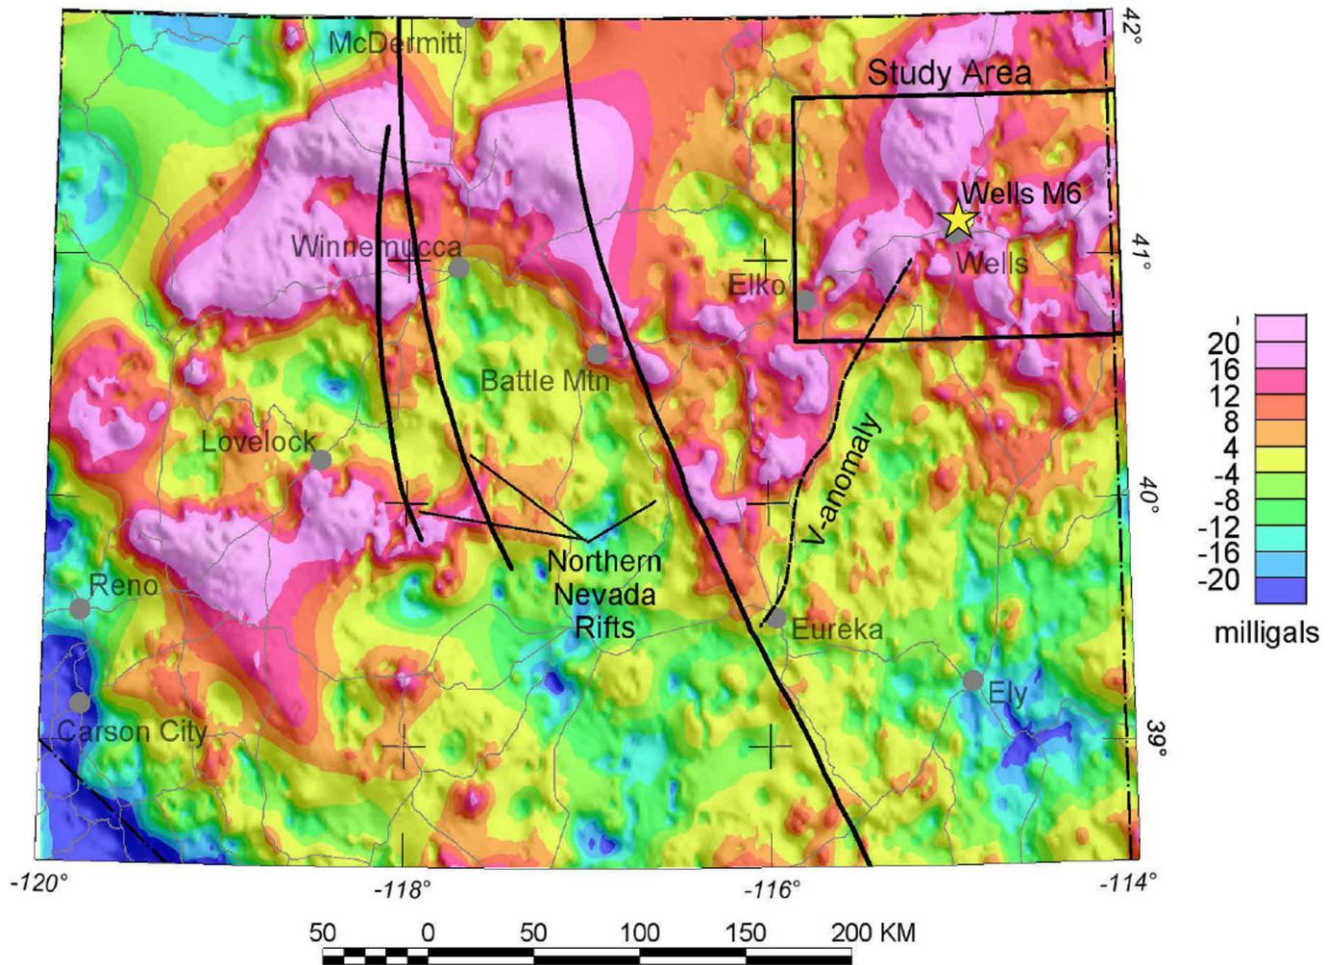 McDermitt
42°
Study Area
Wells M6
Winnemucca
41°
Wells
Elko
-
20
16
12
8
4
-4
-8
-12
-16
-20
milligals
Battle Mtn
Lovelock
V-anomaly
40°
Northern
Nevada
Rifts
Reno
Eureka
Ely
Carson City
39°
-120°
-118°
-116°
-114°
50 0 50 100 150 200 KM